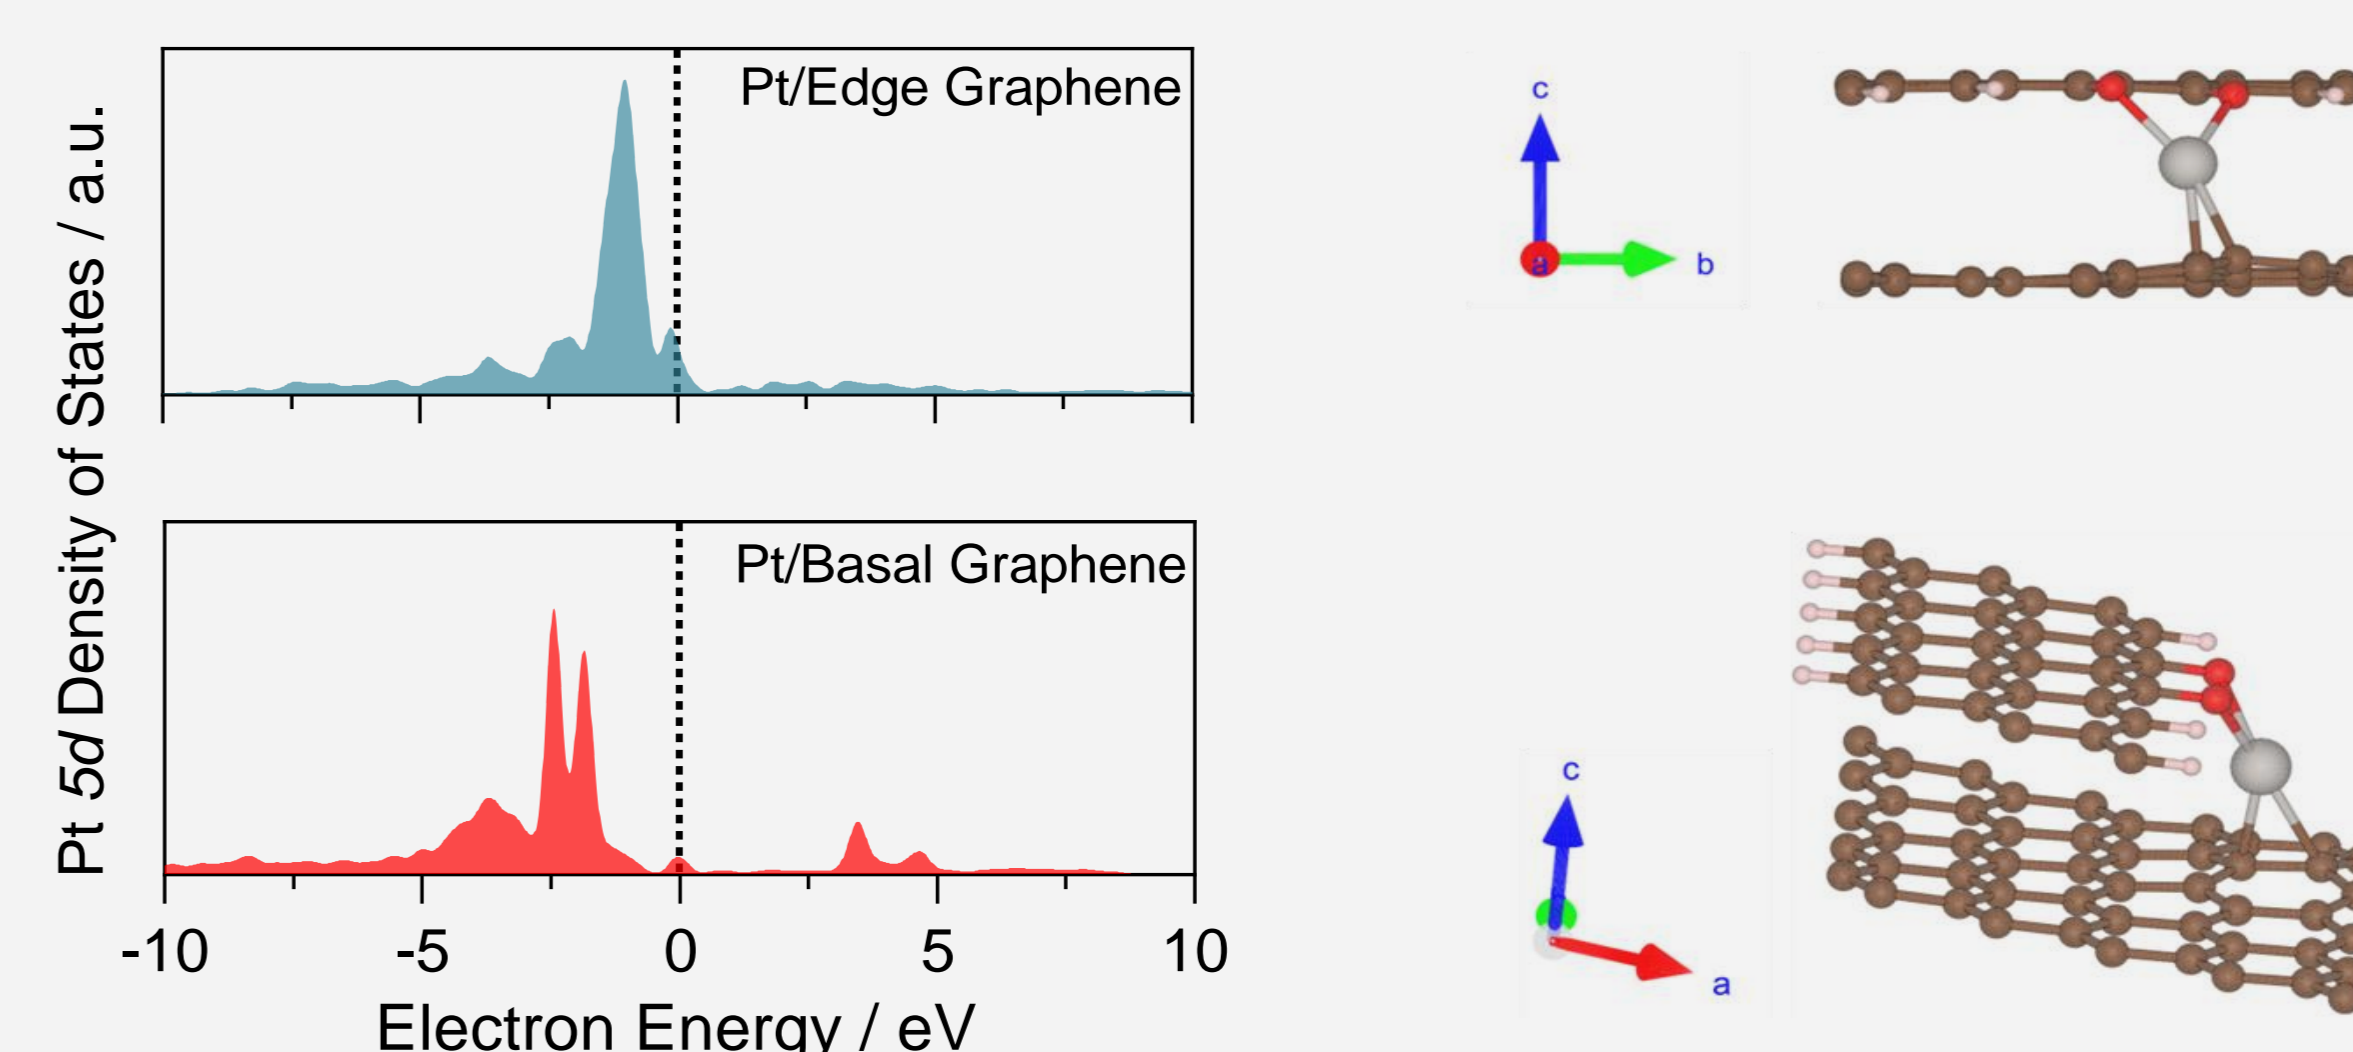 Pt 5d Density of States / a.u.
Pt/Edge Graphene
Pt/Basal Graphene
-10 -5 0 5 10
Electron Energy / eV
c
a b
c
a